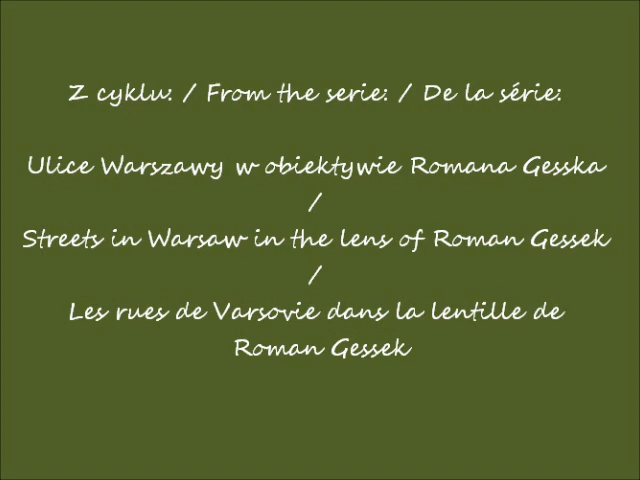 Z cyklu: / From the serie: / De la série:
Ulice Warszawy w obiektywie Romana Gesska
/
Streets in Warsaw in the lens of Roman Gessek
/
Les rues de Varsovie dans la lentille de
Roman Gessek